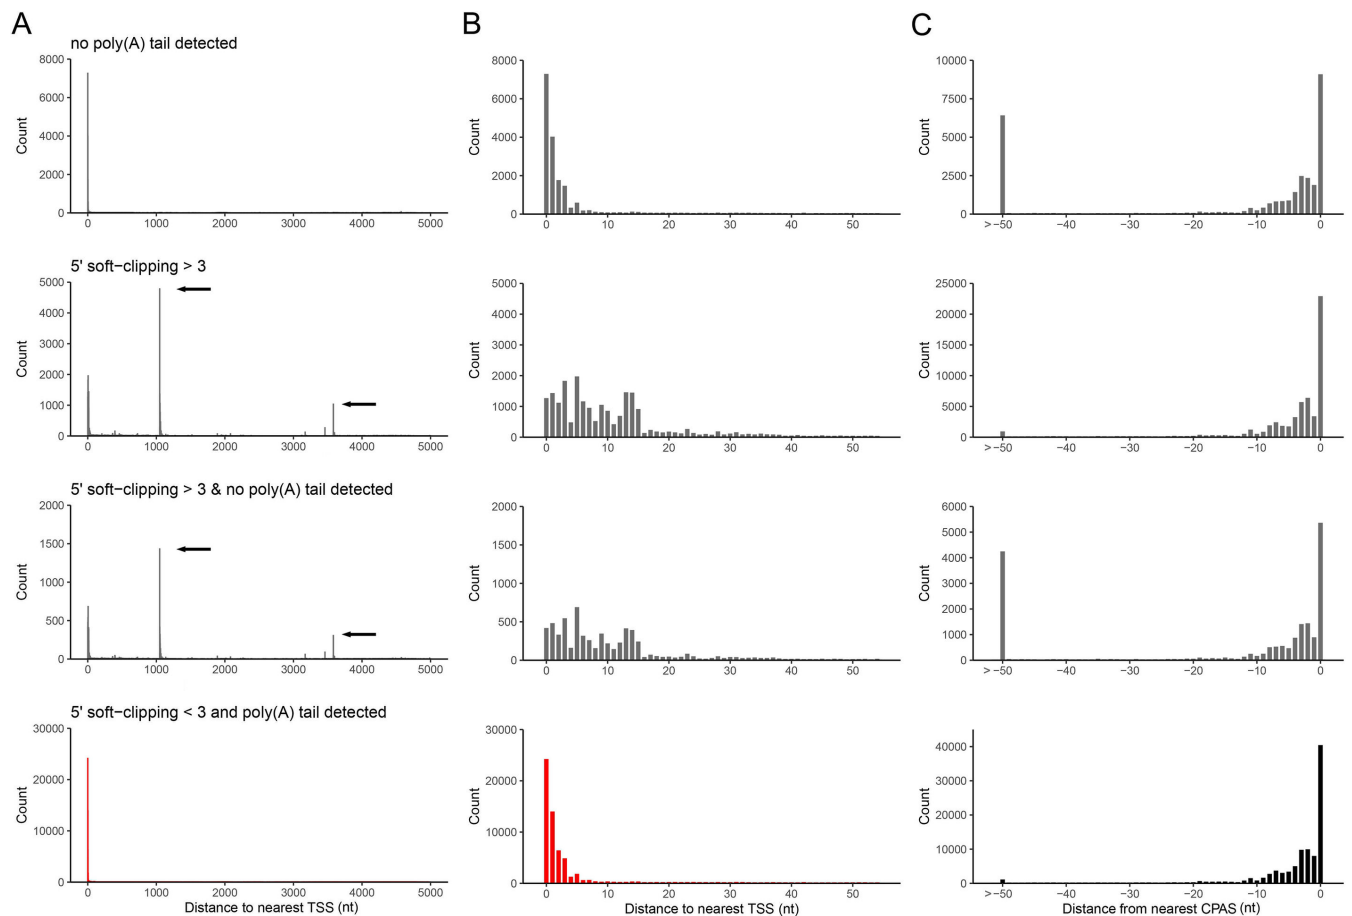 A
B
C
no poly(A) tail detected
8000
6000
4000
2000
0
Count
0 1000 2000 3000 4000 5000
8000
6000
4000
2000
0
Count
0 10 20 30 40 50
10000
7500
5000
2500
0
Count
>−50 −40 −30 −20 −10 0
5' soft−clipping > 3
5000
4000
3000
2000
1000
0
Count
0 1000 2000 3000 4000 5000
5000
4000
3000
2000
1000
0
Count
0 10 20 30 40 50
25000
20000
15000
10000
5000
0
Count
>−50 −40 −30 −20 −10 0
5' soft−clipping > 3 & no poly(A) tail detected
2000
1500
1000
500
0
Count
0 1000 2000 3000 4000 5000
2000
1500
1000
500
0
Count
0 10 20 30 40 50
6000
5000
4000
3000
2000
1000
0
Count
>−50 −40 −30 −20 −10 0
5' soft−clipping < 3 and poly(A) tail detected
30000
20000
10000
0
Count
0 1000 2000 3000 4000 5000
Distance to nearest TSS (nt)
30000
20000
10000
0
Count
0 10 20 30 40 50
Distance to nearest TSS (nt)
40000
30000
20000
10000
0
Count
>−50 −40 −30 −20 −10 0
Distance from nearest CPAS (nt)